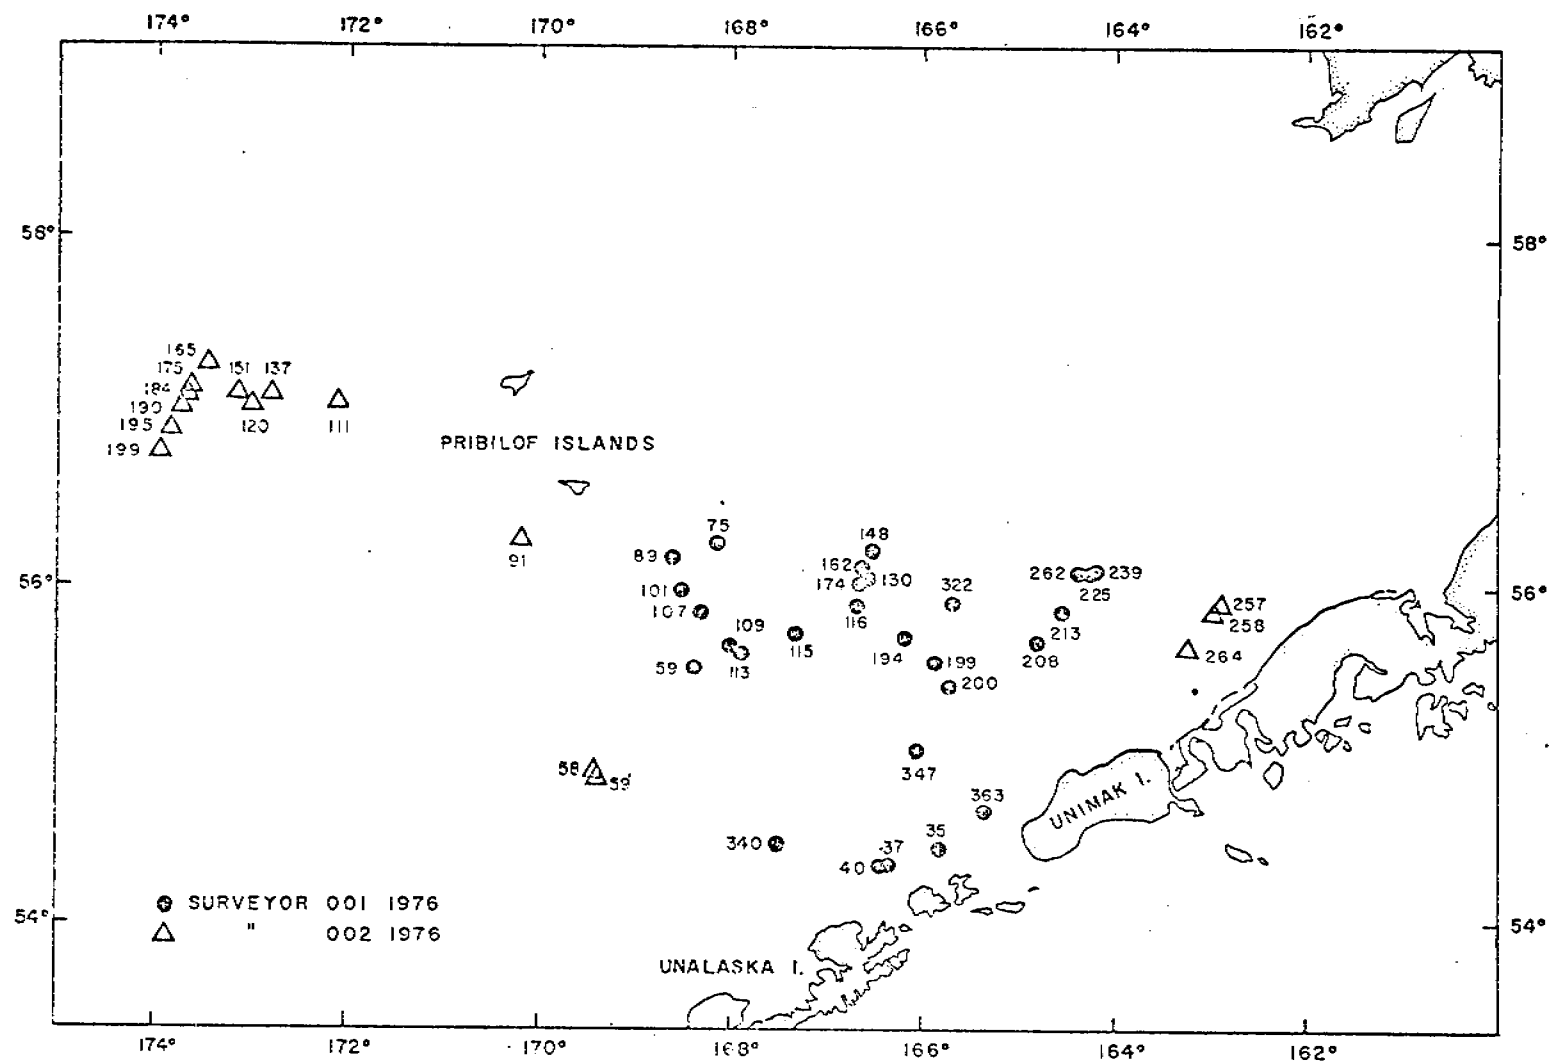 174° 172° 170° 168° 166° 164° 162°
58° 58°
165
175 151 137
184
190
195 120 111
199
PRIBILOF ISLANDS
75 148
91 89 162 130 262 239
56° 101 174 322 225 257 56°
107 116 258
109 213
115 194 208 264
59 113 199
200
347
58
59
363
UNIMAK I.
340 37 35
40
SURVEYOR 001 1976
54° " 002 1976 54°
UNALASKA I.
174° 172° 170° 168° 166° 164° 162°